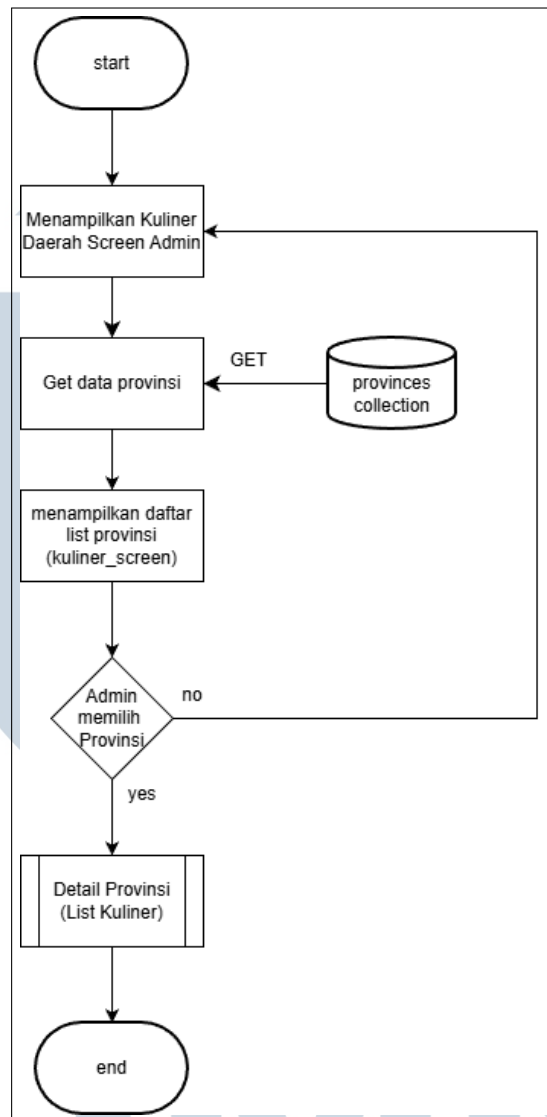 start
Menampilkan Kuliner
Daerah Screen Admin
Get data provinsi
GET
provinces
collection
menampilkan daftar
list provinsi
(kuliner_screen)
Admin
memilih
Provinsi
no
yes
Detail Provinsi
(List Kuliner)
end